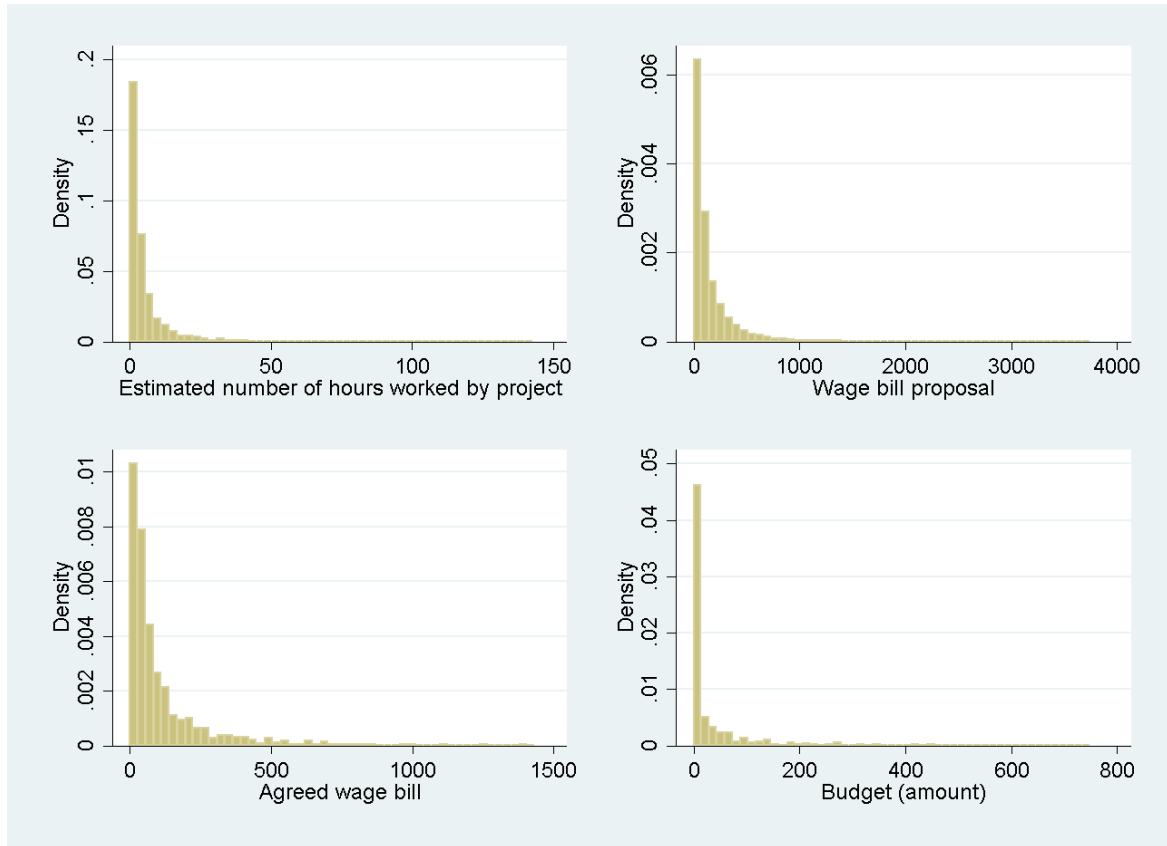 Density
0 .05 .1 .15 .2
0 50 100 150
Estimated number of hours worked by project
Density
0 .002 .004 .006
0 1000 2000 3000 4000
Wage bill proposal
Density
0 .002 .004 .006 .008 .01
0 500 1000 1500
Agreed wage bill
Density
0 .01 .02 .03 .04 .05
0 200 400 600 800
Budget (amount)